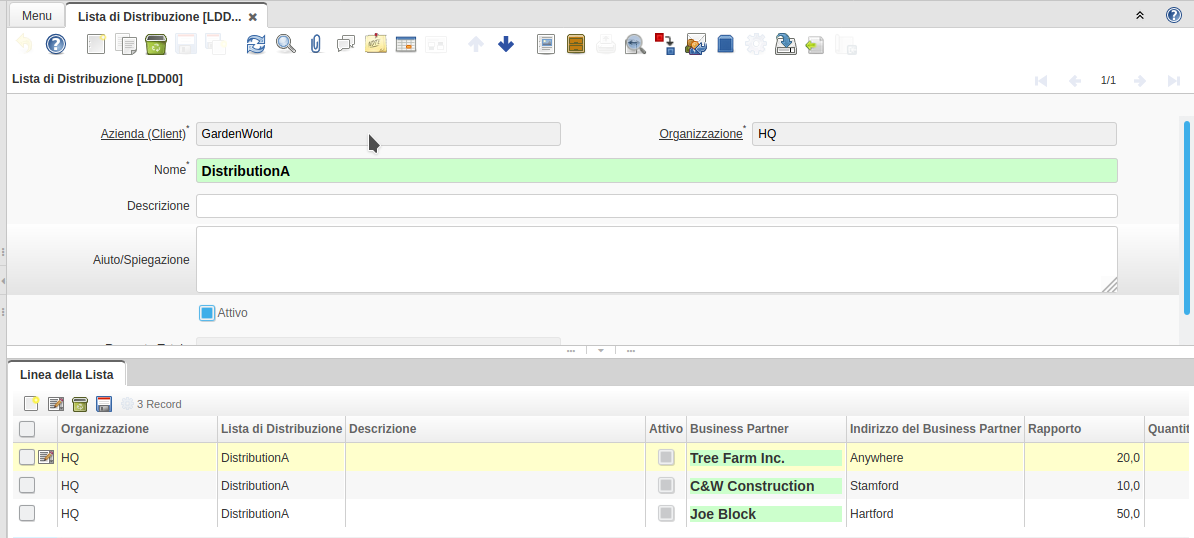 Menu
Lista di Distribuzione [LDD...
Lista di Distribuzione [LDD00]
1/1
Azienda (Client)* GardenWorld Organizzazione* HQ
Nome* DistributionA
Descrizione
Aiuto/Spiegazione
Attivo
Linea della Lista
3 Record
Organizzazione Lista di Distribuzione Descrizione Attivo Business Partner Indirizzo del Business Partner Rapporto Quantit
HQ DistributionA Tree Farm Inc. Anywhere 20,0
HQ DistributionA C&W Construction Stamford 10,0
HQ DistributionA Joe Block Hartford 50,0